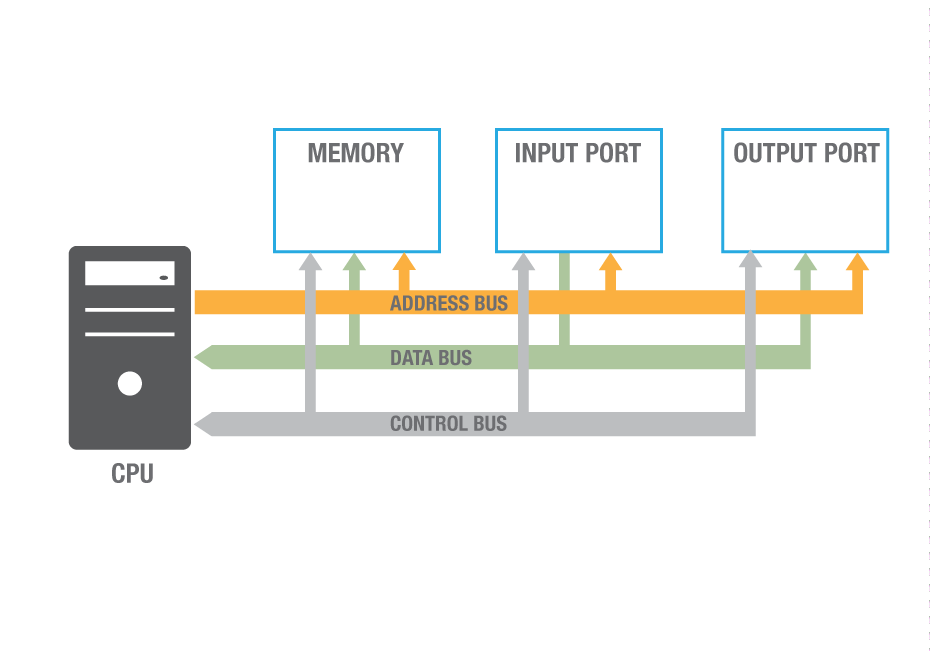 MEMORY
INPUT PORT
OUTPUT PORT
ADDRESS BUS
DATA BUS
CONTROL BUS
CPU